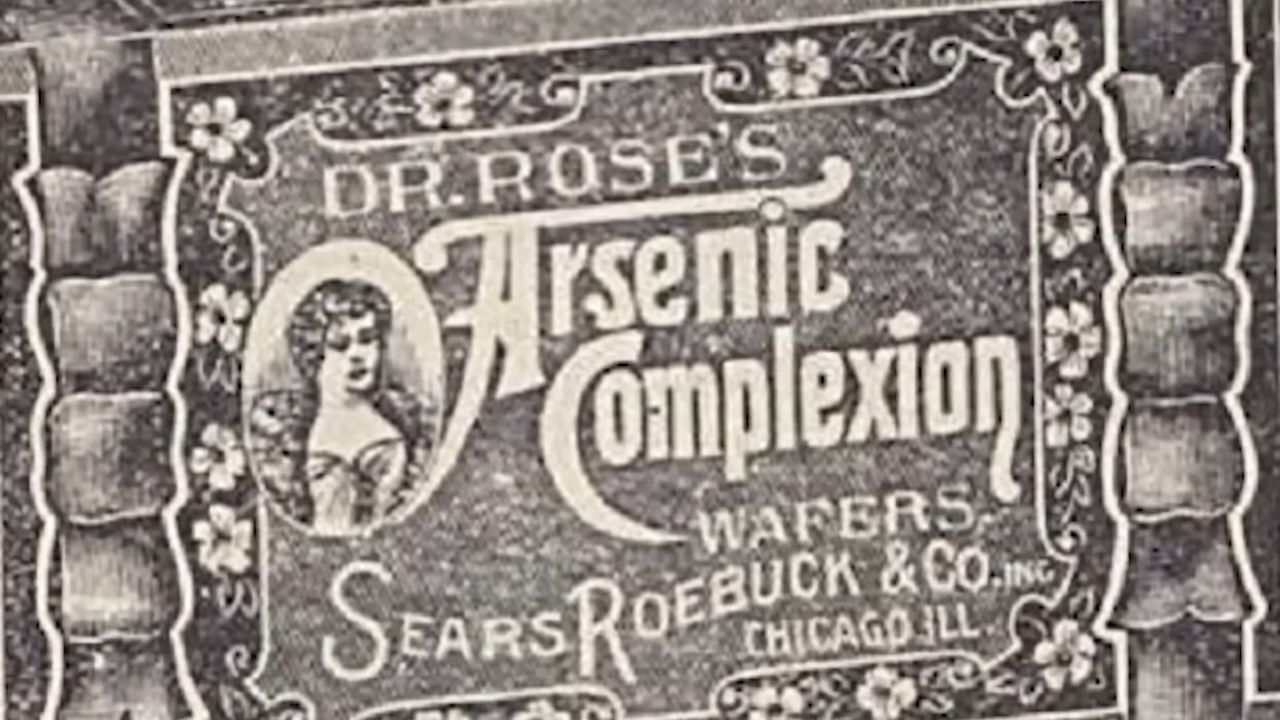 DR. ROSE'S
Arsenic
Complexion
WAFERS.
SEARS ROEBUCK & CO. INC
CHICAGO. ILL.